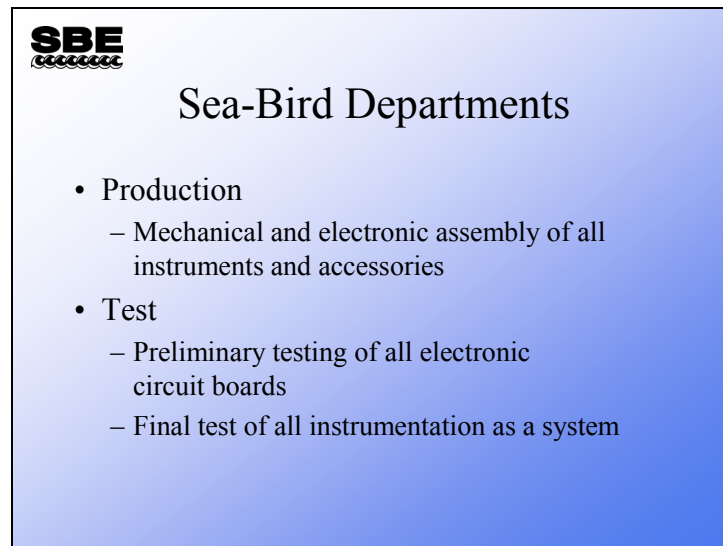 SBE
Sea-Bird Departments
• Production
– Mechanical and electronic assembly of all
instruments and accessories
• Test
– Preliminary testing of all electronic
circuit boards
– Final test of all instrumentation as a system